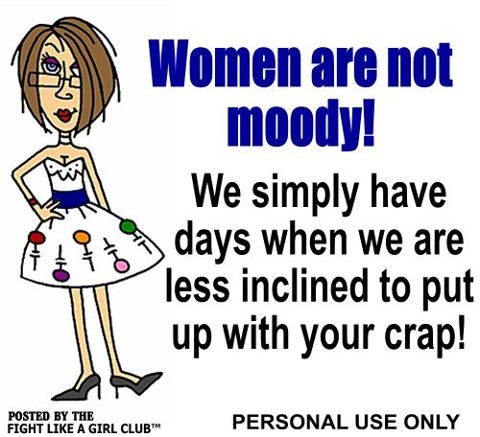 Women are not
moody!
We simply have
days when we are
less inclined to put
up with your crap!
POSTED BY THE
FIGHT LIKE A GIRL CLUB™
PERSONAL USE ONLY